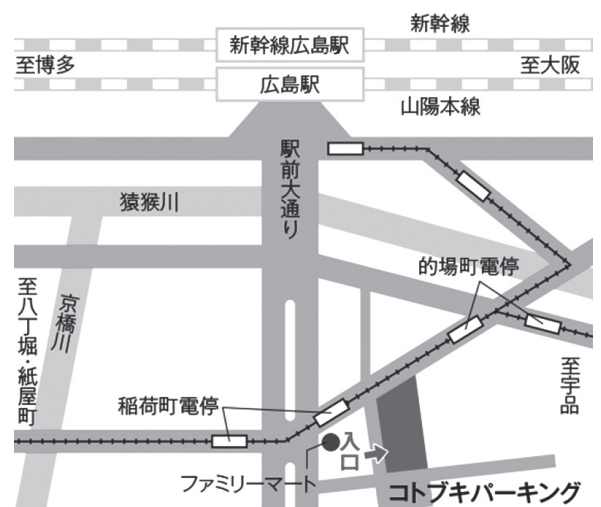 新幹線
新幹線広島駅
至博多
至大阪
広島駅
山陽本線
駅前大通り
猿猴川
的場町電停
至八丁堀・紙屋町
京橋川
至宇品
稲荷町電停
入口
ファミリーマート
コトブキパーキング